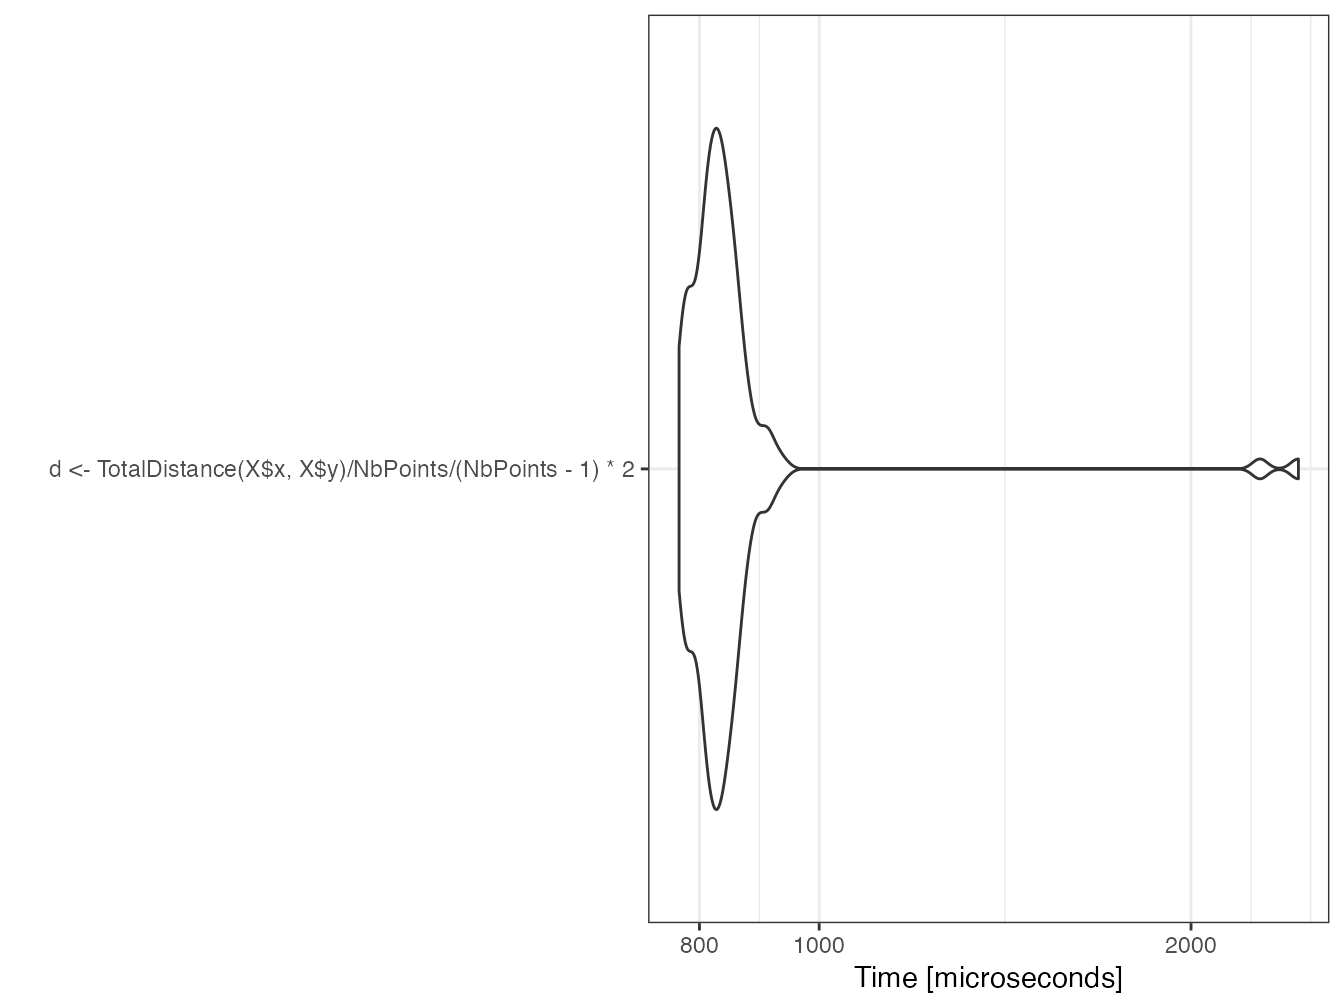 d <- TotalDistance(X$x, X$y)/NbPoints/(NbPoints - 1) * 2
800 1000 2000
Time [microseconds]